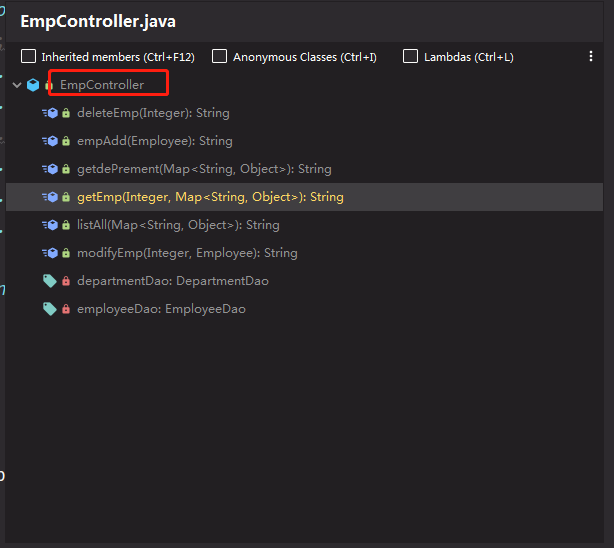 EmpController.java
Inherited members (Ctrl+F12) Anonymous Classes (Ctrl+I) Lambdas (Ctrl+L)
EmpController
deleteEmp(Integer): String
empAdd(Employee): String
getdePrement(Map<String, Object>): String
getEmp(Integer, Map<String, Object>): String
listAll(Map<String, Object>): String
modifyEmp(Integer, Employee): String
departmentDao: DepartmentDao
employeeDao: EmployeeDao